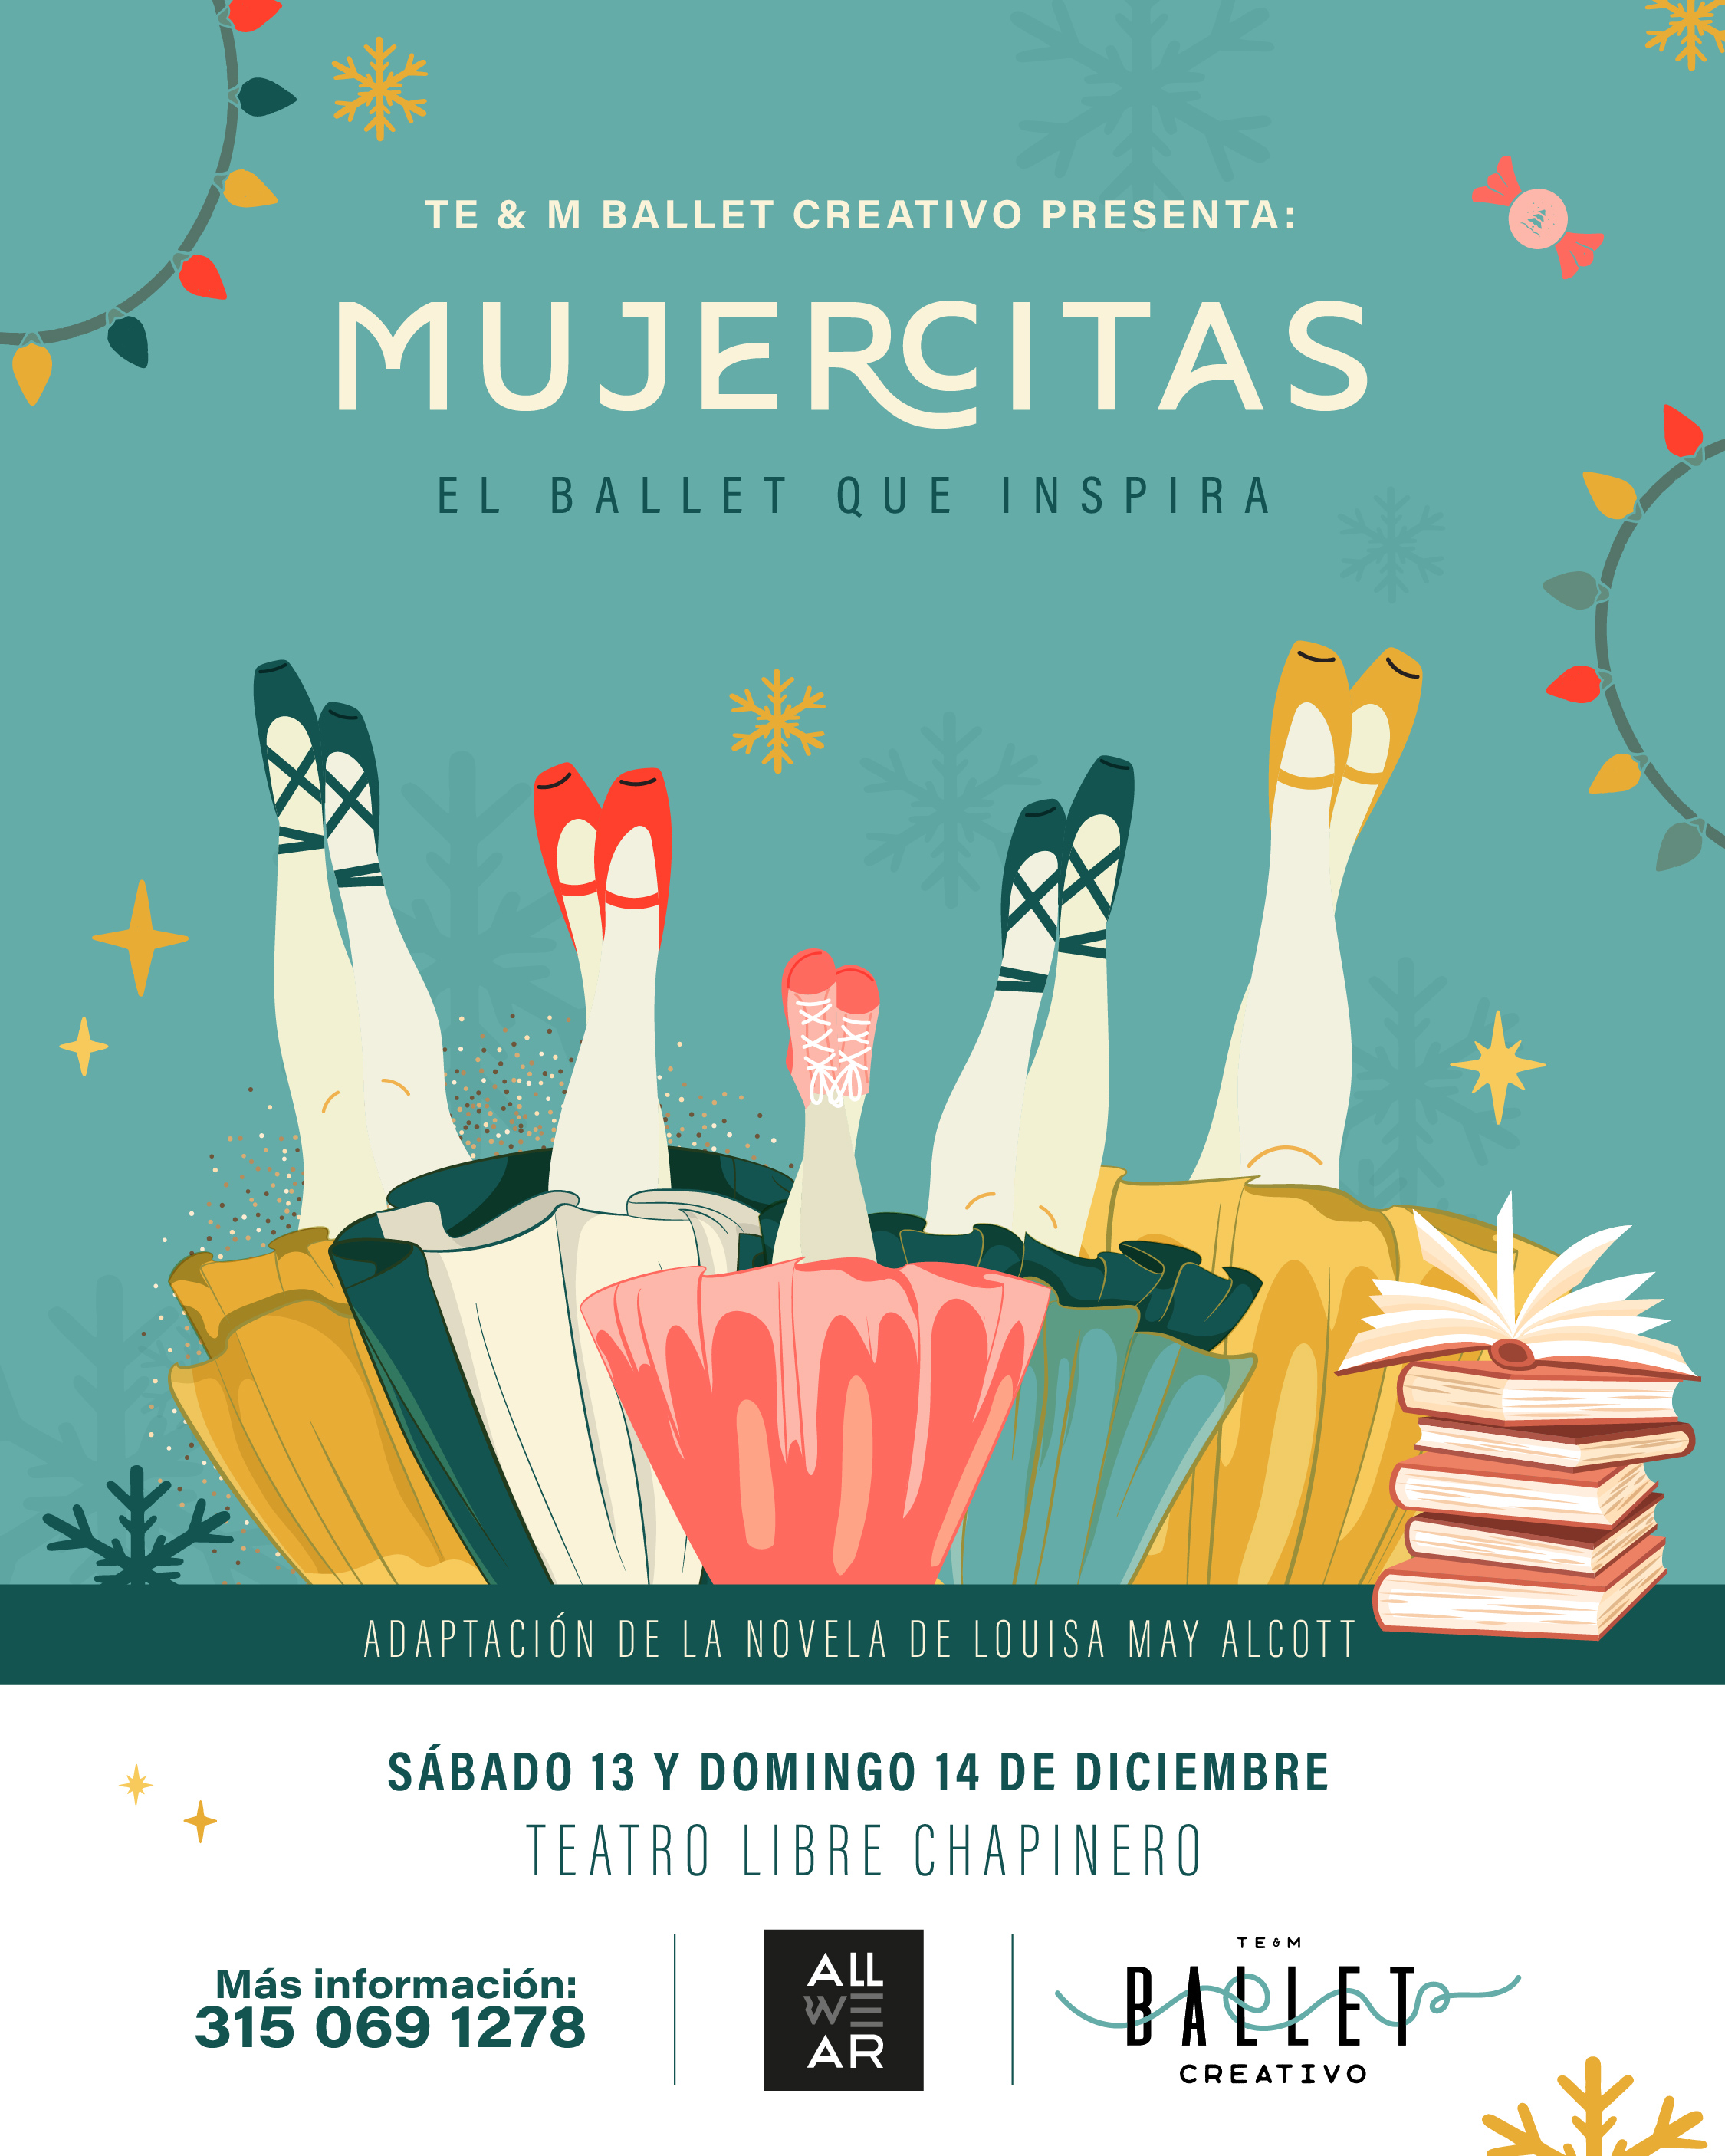 TE & M BALLET CREATIVO PRESENTA:
MUJERCITAS
EL BALLET QUE INSPIRA
ADAPTACIÓN DE LA NOVELA DE LOUISA MAY ALCOTT
SÁBADO 13 Y DOMINGO 14 DE DICIEMBRE
TEATRO LIBRE CHAPINERO
Más información:
315 069 1278
ALL
WE
AR
TE&M
BALLET
CREATIVO